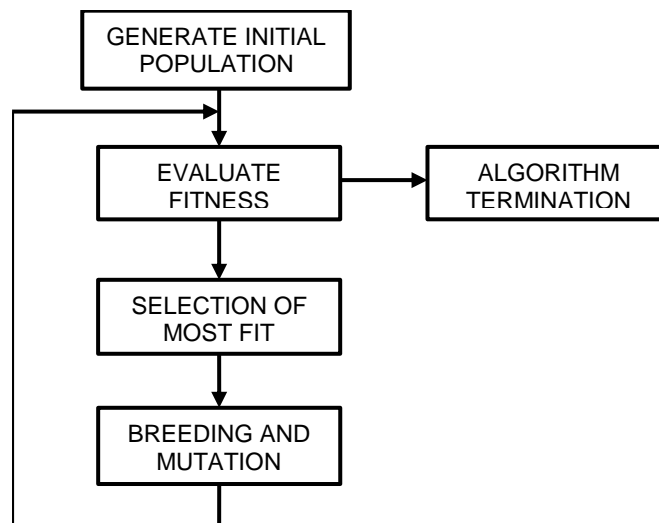 GENERATE INITIAL
POPULATION
EVALUATE
FITNESS
ALGORITHM
TERMINATION
SELECTION OF
MOST FIT
BREEDING AND
MUTATION